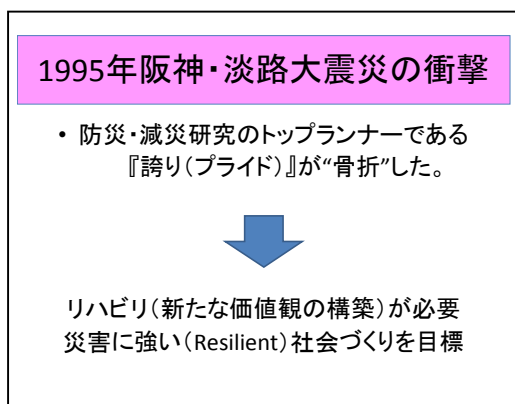 1995年阪神・淡路大震災の衝撃
• 防災・減災研究のトップランナーである
『誇り(プライド)』が“骨折”した。
リハビリ(新たな価値観の構築)が必要
災害に強い(Resilient)社会づくりを目標